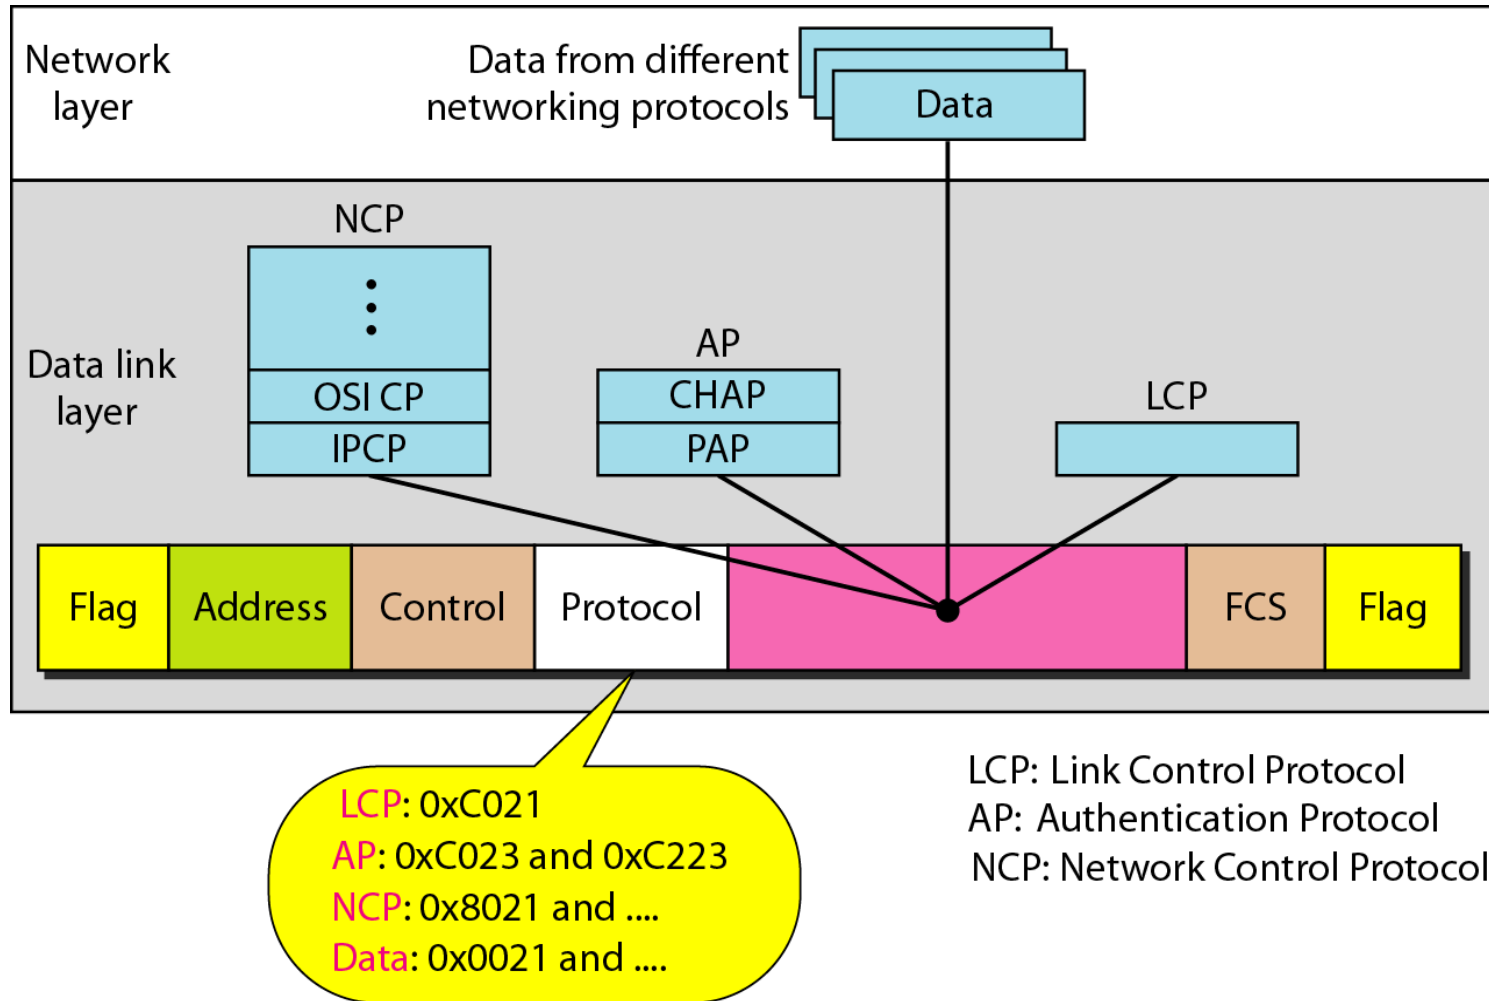 Network
layer
Data from different
networking protocols
Data
NCP
OSI CP
IPCP
AP
CHAP
PAP
LCP
Data link
layer
Flag
Address
Control
Protocol
FCS
Flag
LCP: 0xC021
AP: 0xC023 and 0xC223
NCP: 0x8021 and ....
Data: 0x0021 and ....
LCP: Link Control Protocol
AP: Authentication Protocol
NCP: Network Control Protocol